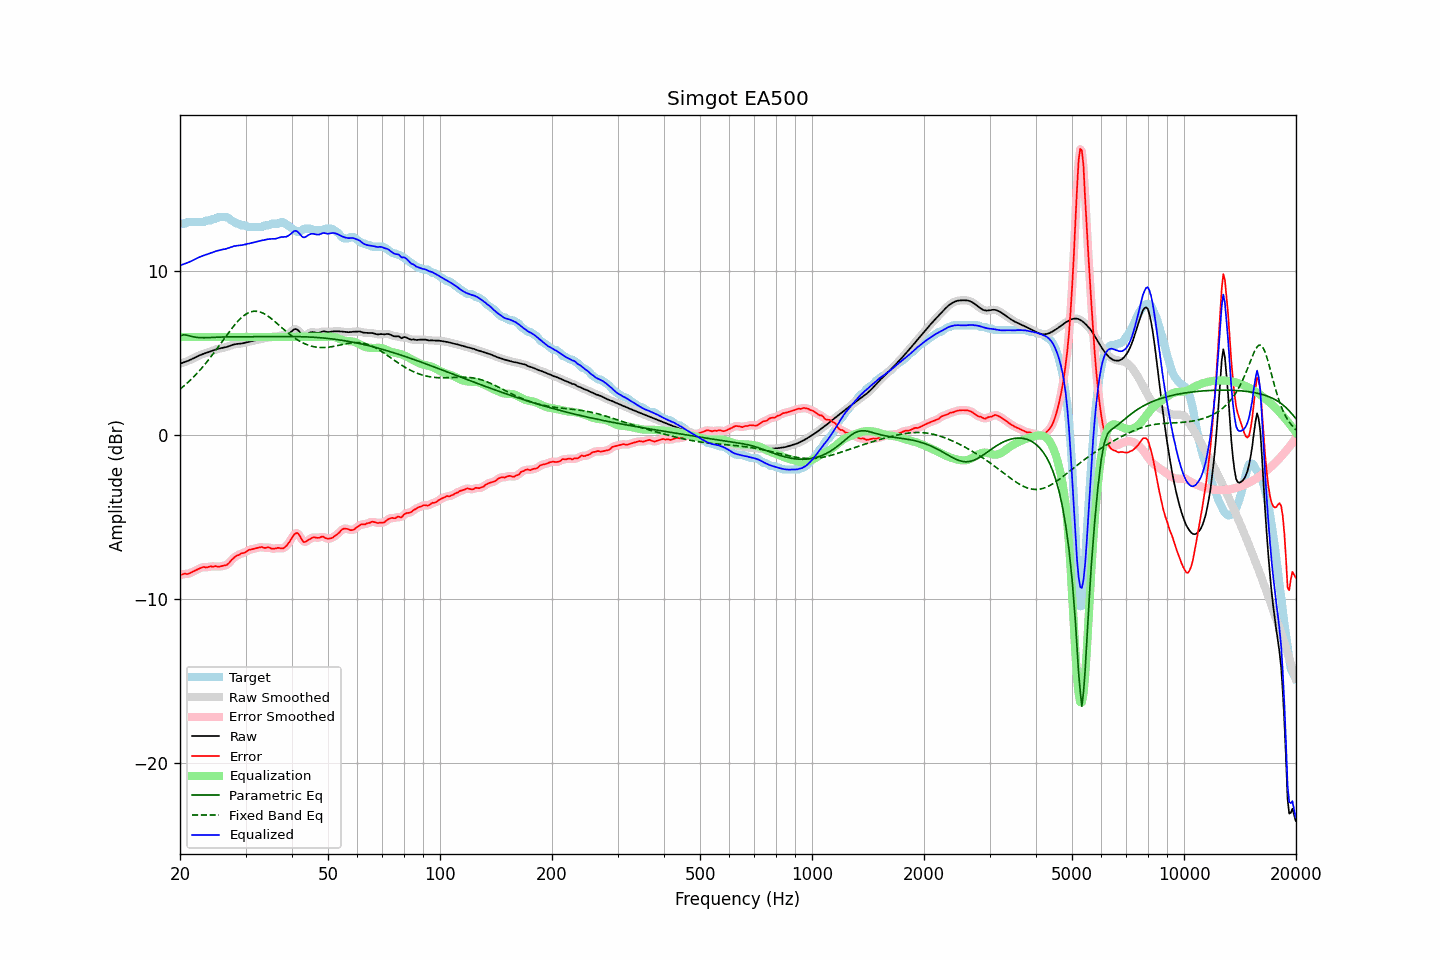 Simgot EA500
Amplitude (dBr)
10
0
−10
−20
Target
Raw Smoothed
Error Smoothed
Raw
Error
Equalization
Parametric Eq
Fixed Band Eq
Equalized
20 50 100 200 500 1000 2000 5000 10000 20000
Frequency (Hz)